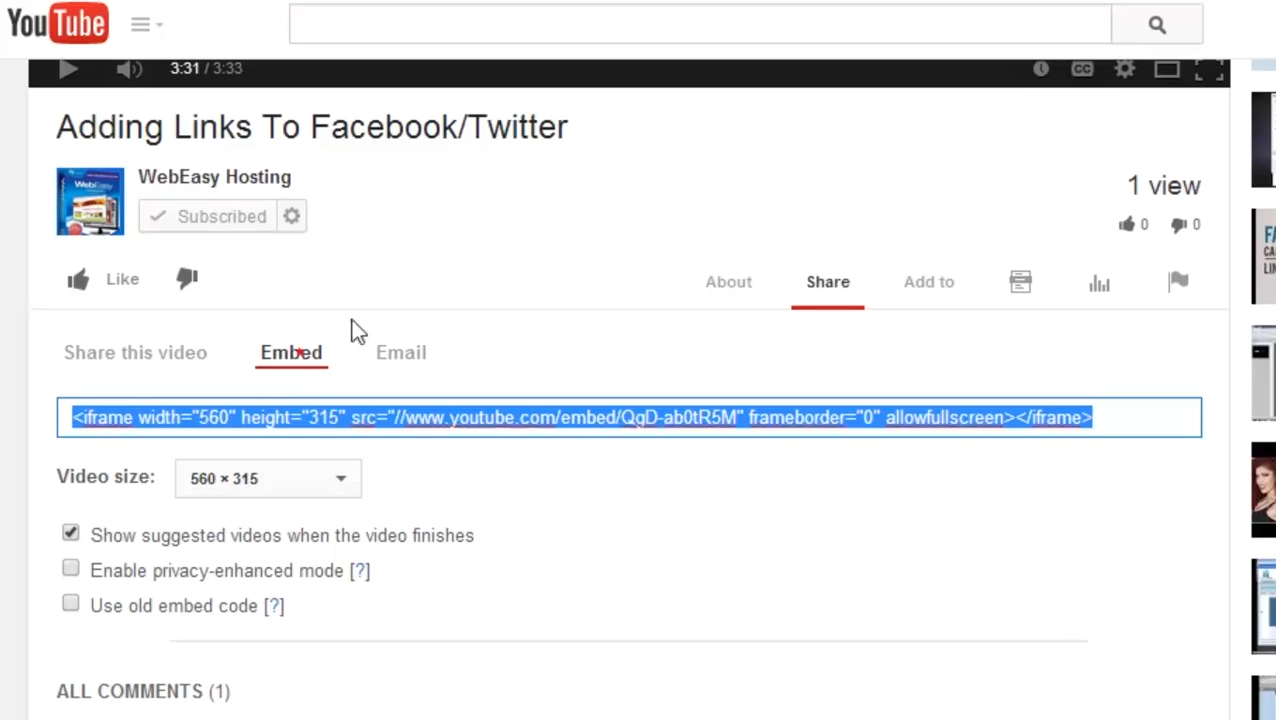 YouTube
3:31 / 3:33
CC
Adding Links To Facebook/Twitter
WebEasy Hosting
WebEasy
Subscribed
1 view
0 0
Like
About Share Add to
Share this video Embed Email
<iframe width="560" height="315" src="//www.youtube.com/embed/QgD-ab0tR5M" frameborder="0" allowfullscreen></iframe>
Video size: 560 × 315
Show suggested videos when the video finishes
Enable privacy-enhanced mode [?]
Use old embed code [?]
ALL COMMENTS (1)